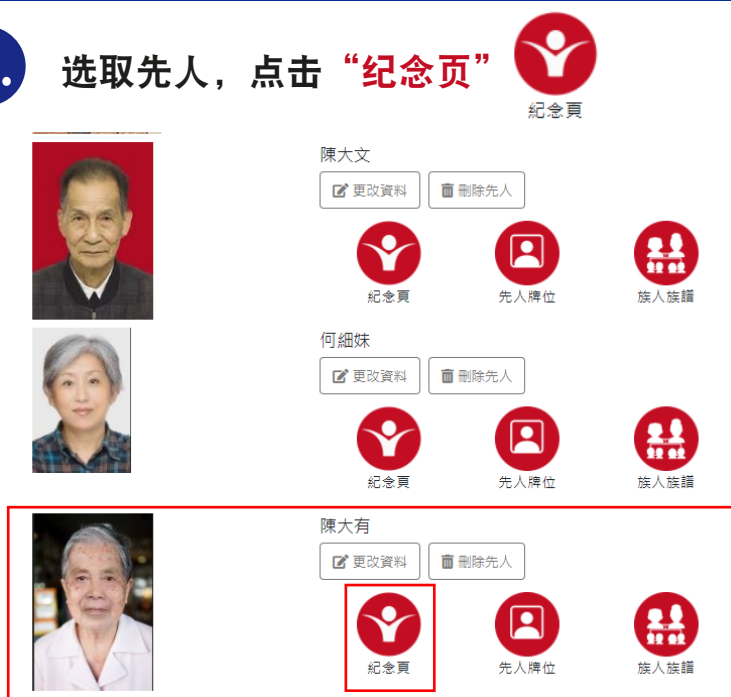 选取先人，点击“纪念页”
紀念頁
陳大文
更改資料 刪除先人
紀念頁 先人牌位 族人族譜
何細妹
更改資料 刪除先人
紀念頁 先人牌位 族人族譜
陳大有
更改資料 刪除先人
紀念頁 先人牌位 族人族譜